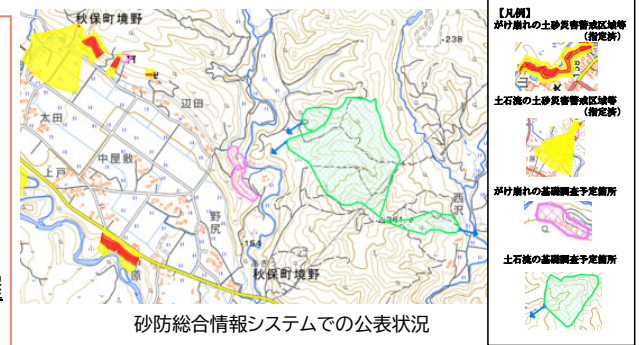 秋保町境野
238
辺田
太田
中屋敷
上戸
野尻
西沢
164
原
秋保町境野
砂防総合情報システムでの公表状況
【凡例】
がけ崩れの土砂災害警戒区域等
（指定済）
土石流の土砂災害警戒区域等
（指定済）
がけ崩れの基礎調査予定箇所
土石流の基礎調査予定箇所